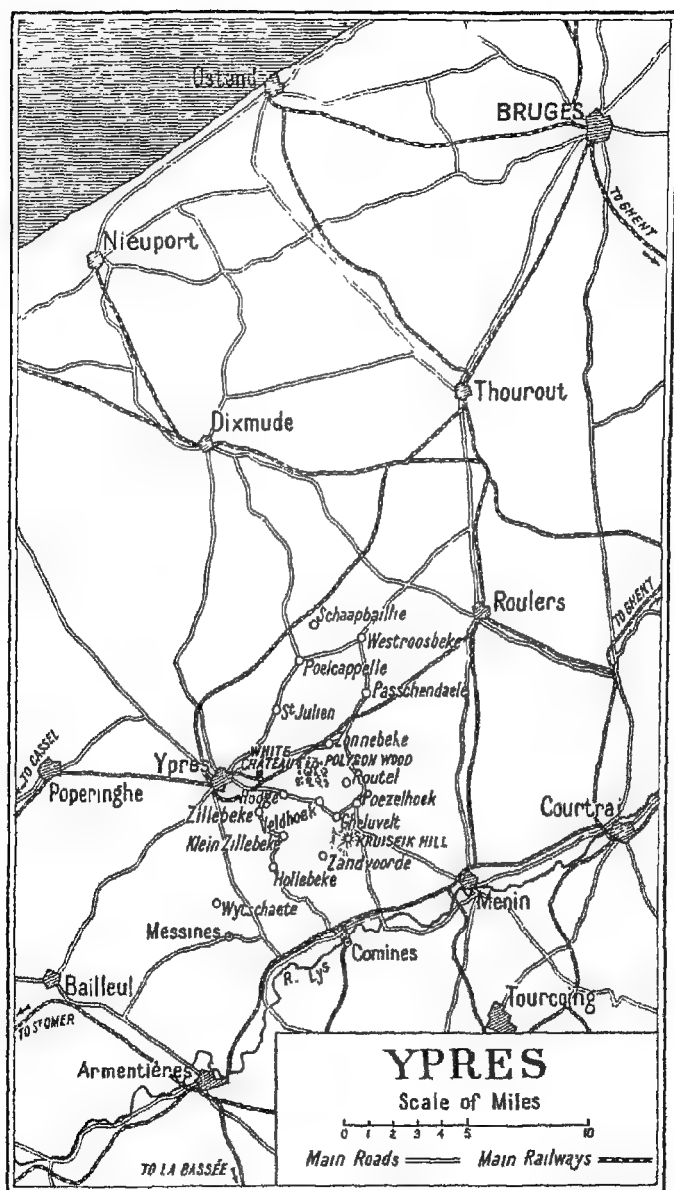 Ostend
BRUGES
TO GHENT
Nieuport
Thourout
Dixmude
Roulers
TO GHENT
Schaapbailtie
Westroosbeke
Poelcappelle
Passchendaele
St Julien
Zonnebeke
Ypres
WHITE
CHATEAU
POLYGON WOOD
Routel
TO CASSEL
Poperinghe
Hooge
Poezelhoek
Zillebeke
Veldhoek
Gheluvelt
Courtrai
Klein Zillebeke
KRUISEIK HILL
Zandvoorde
Hollebeke
Menin
Wytschaete
Messines
Comines
R. Lys
Bailleul
Tourcoing
TO ST OMER
Armentières
YPRES
Scale of Miles
0 1 2 3 4 5 10
Main Roads Main Railways
TO LA BASSÉE